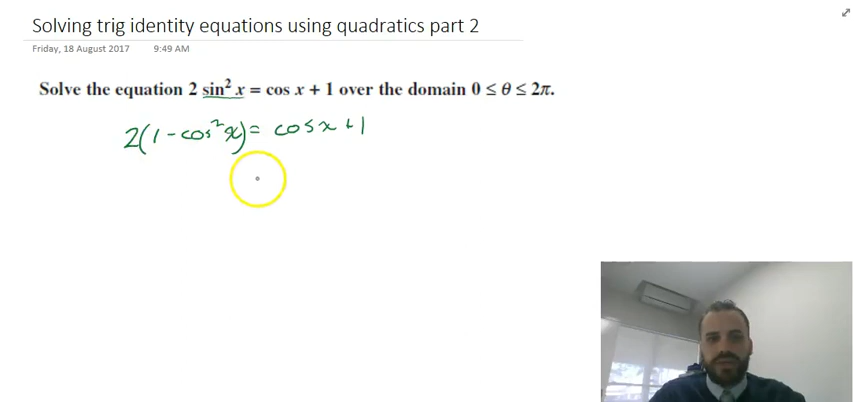 Solving trig identity equations using quadratics part 2
Friday, 18 August 2017 9:49 AM
Solve the equation 2 sin² x = cos x + 1 over the domain 0 ≤ θ ≤ 2π.
2(1 - cos²x) = cosx + 1